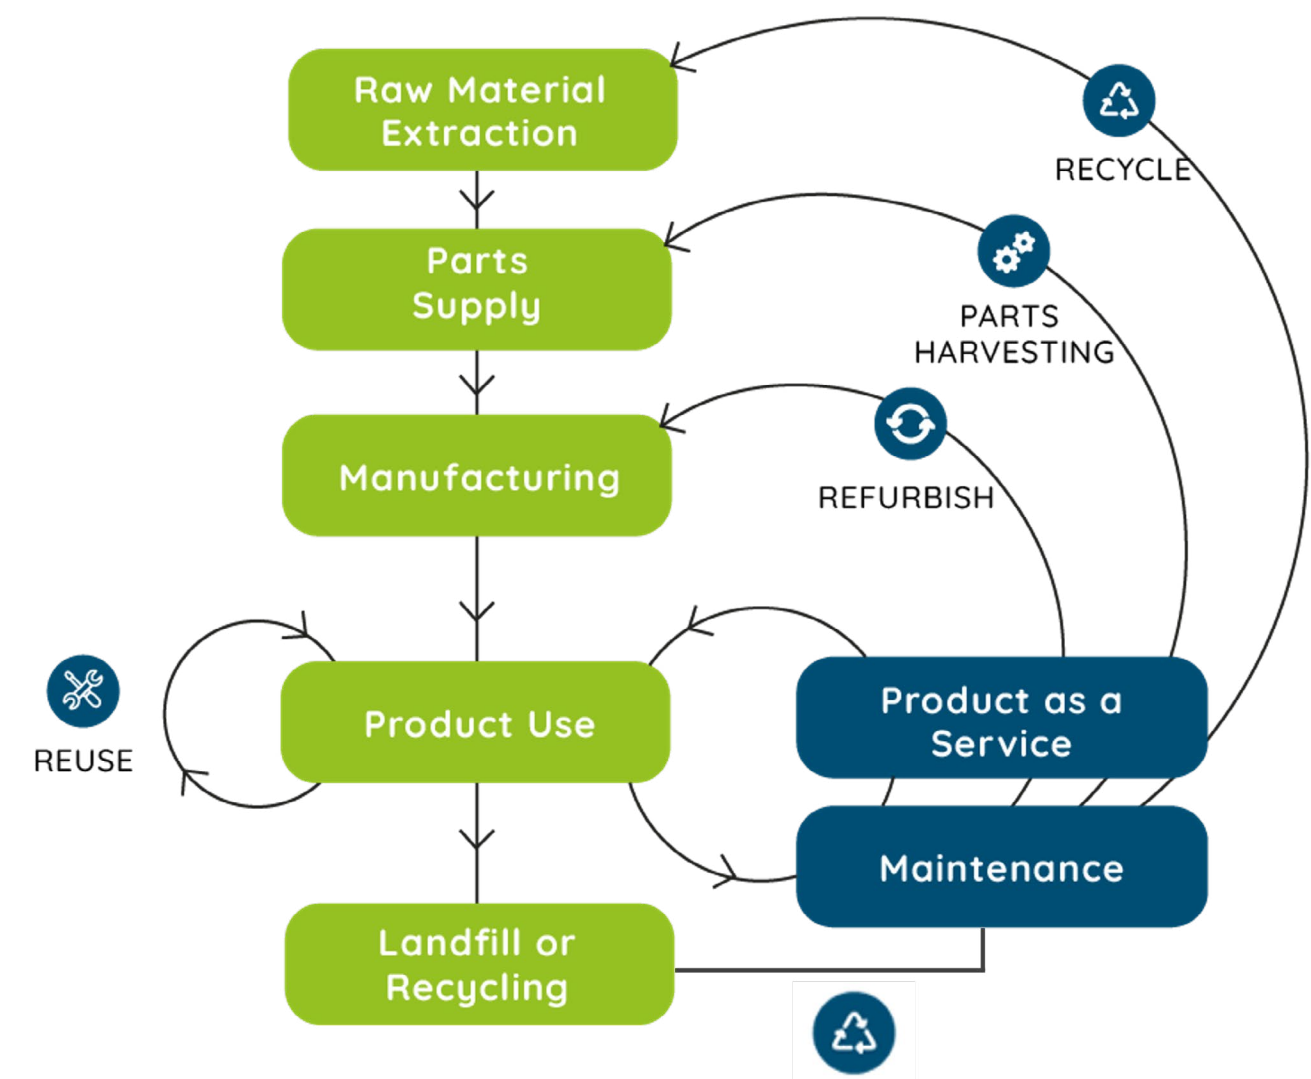 Raw Material
Extraction
RECYCLE
Parts
Supply
PARTS
HARVESTING
Manufacturing
REFURBISH
REUSE
Product Use
Product as a
Service
Maintenance
Landfill or
Recycling